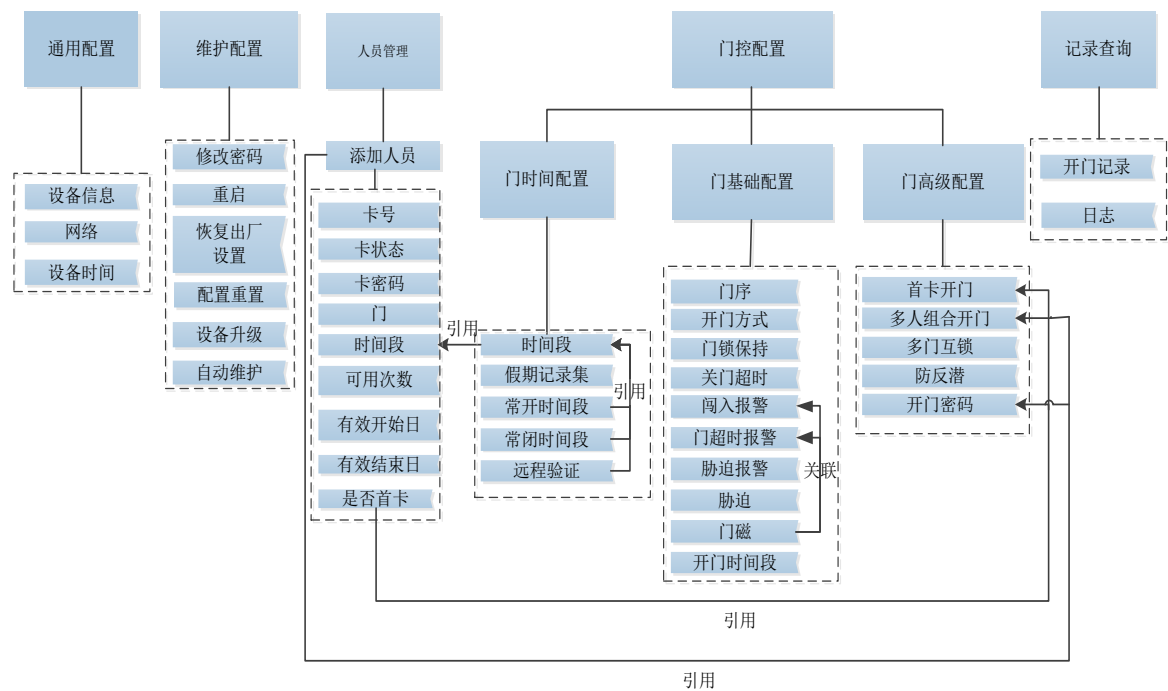 通用配置
维护配置
人员管理
门控配置
记录查询
设备信息
网络
设备时间
修改密码
重启
恢复出厂
设置
配置重置
设备升级
自动维护
添加人员
卡号
卡状态
卡密码
门
时间段
可用次数
有效开始日
有效结束日
是否首卡
门时间配置
引用
时间段
假期记录集
引用
常开时间段
常闭时间段
远程验证
门基础配置
门序
开门方式
门锁保持
关门超时
闯入报警
门超时报警
关联
胁迫报警
胁迫
门磁
开门时间段
门高级配置
首卡开门
多人组合开门
多门互锁
防反潜
开门密码
开门记录
日志
引用
引用